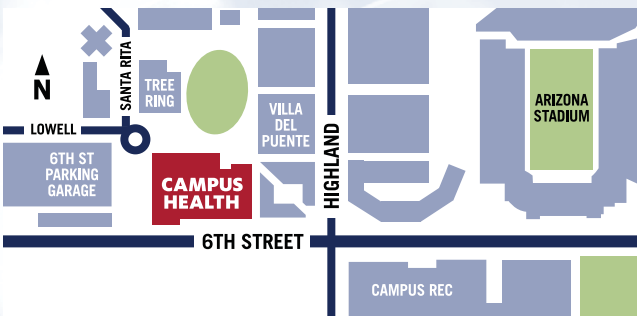 N
SANTA RITA
TREE
RING
LOWELL
6TH ST
PARKING
GARAGE
CAMPUS
HEALTH
VILLA
DEL
PUENTE
HIGHLAND
ARIZONA
STADIUM
6TH STREET
CAMPUS REC